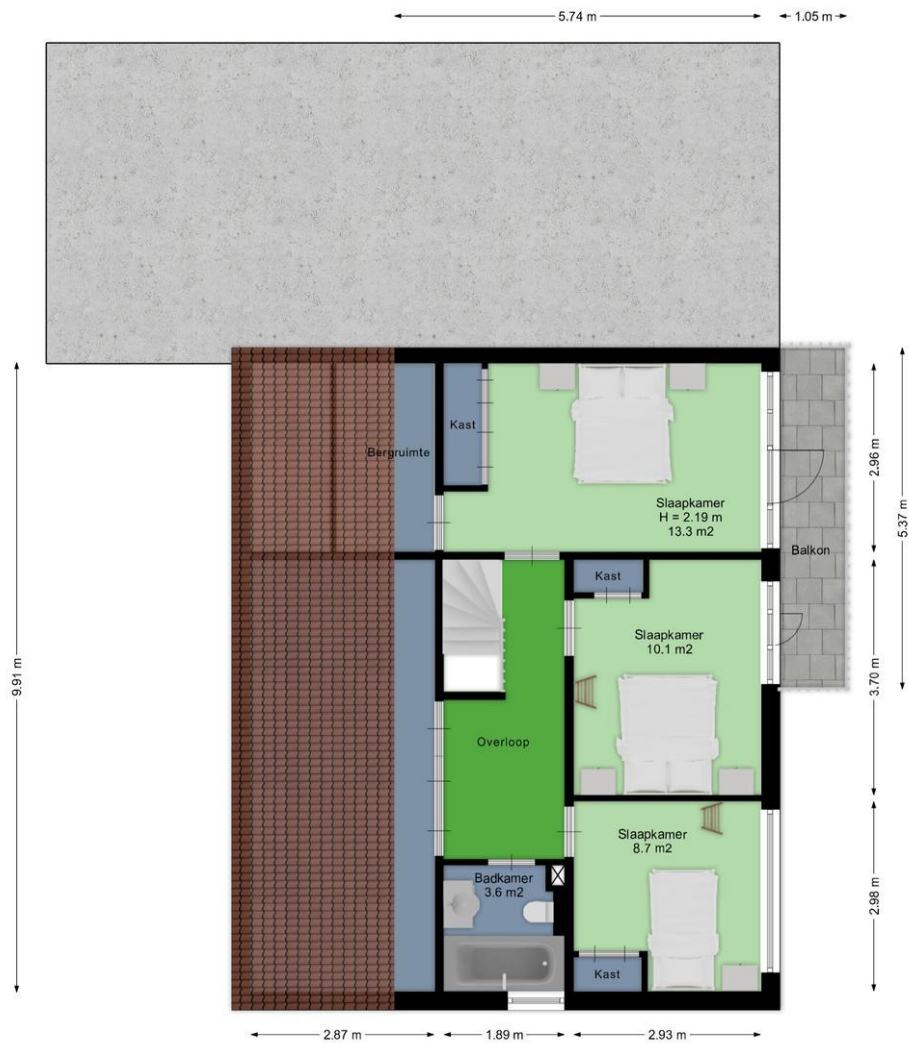 5.74 m
1.05 m
Kast
Bergruimte
Slaapkamer
H = 2.19 m
13.3 m2
2.96 m
5.37 m
Balkon
Kast
Slaapkamer
10.1 m2
3.70 m
9.91 m
Overloop
Slaapkamer
8.7 m2
Badkamer
3.6 m2
2.98 m
Kast
2.87 m
1.89 m
2.93 m